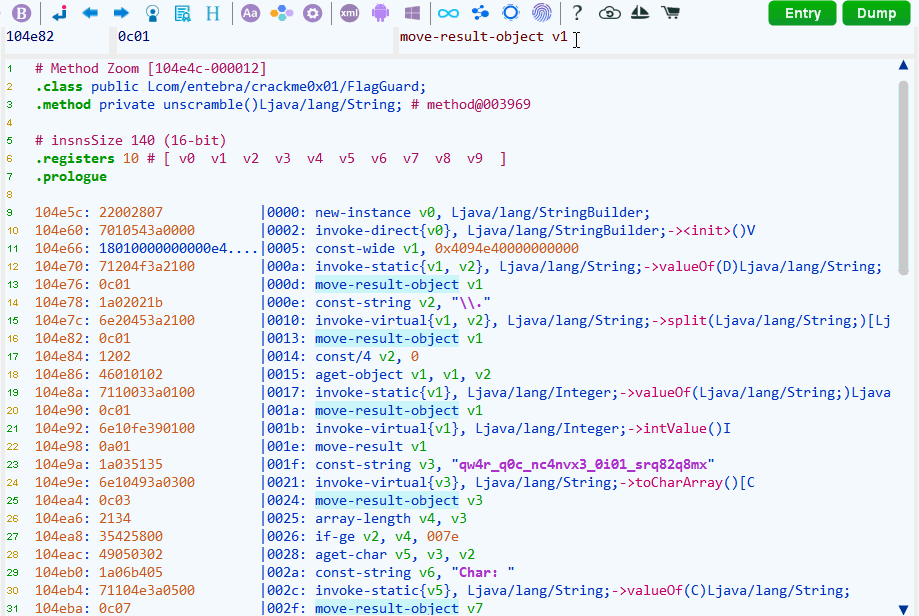 B H Aa xml ? Entry Dump
104e82 0c01 move-result-object v1
1 # Method Zoom [104e4c-000012]
2 .class public Lcom/entebra/crackme0x01/FlagGuard;
3 .method private unscramble()Ljava/lang/String; # method@003969
4
5 # insnsSize 140 (16-bit)
6 .registers 10 # [ v0 v1 v2 v3 v4 v5 v6 v7 v8 v9 ]
7 .prologue
8
9 104e5c: 22002807 |0000: new-instance v0, Ljava/lang/StringBuilder;
10 104e60: 7010543a0000 |0002: invoke-direct{v0}, Ljava/lang/StringBuilder;-><init>()V
11 104e66: 18010000000000e4.... |0005: const-wide v1, 0x4094e40000000000
12 104e70: 71204f3a2100 |000a: invoke-static{v1, v2}, Ljava/lang/String;->valueOf(D)Ljava/lang/String;
13 104e76: 0c01 |000d: move-result-object v1
14 104e78: 1a02021b |000e: const-string v2, "\\."
15 104e7c: 6e20453a2100 |0010: invoke-virtual{v1, v2}, Ljava/lang/String;->split(Ljava/lang/String;)[Lj
16 104e82: 0c01 |0013: move-result-object v1
17 104e84: 1202 |0014: const/4 v2, 0
18 104e86: 46010102 |0015: aget-object v1, v1, v2
19 104e8a: 7110033a0100 |0017: invoke-static{v1}, Ljava/lang/Integer;->valueOf(Ljava/lang/String;)Ljava
20 104e90: 0c01 |001a: move-result-object v1
21 104e92: 6e10fe390100 |001b: invoke-virtual{v1}, Ljava/lang/Integer;->intValue()I
22 104e98: 0a01 |001e: move-result v1
23 104e9a: 1a035135 |001f: const-string v3, "qw4r_q0c_nc4nvx3_0i01_srq82q8mx"
24 104e9e: 6e10493a0300 |0021: invoke-virtual{v3}, Ljava/lang/String;->toCharArray()[C
25 104ea4: 0c03 |0024: move-result-object v3
26 104ea6: 2134 |0025: array-length v4, v3
27 104ea8: 35425800 |0026: if-ge v2, v4, 007e
28 104eac: 49050302 |0028: aget-char v5, v3, v2
29 104eb0: 1a06b405 |002a: const-string v6, "Char: "
30 104eb4: 71104e3a0500 |002c: invoke-static{v5}, Ljava/lang/String;->valueOf(C)Ljava/lang/String;
31 104eba: 0c07 |002f: move-result-object v7